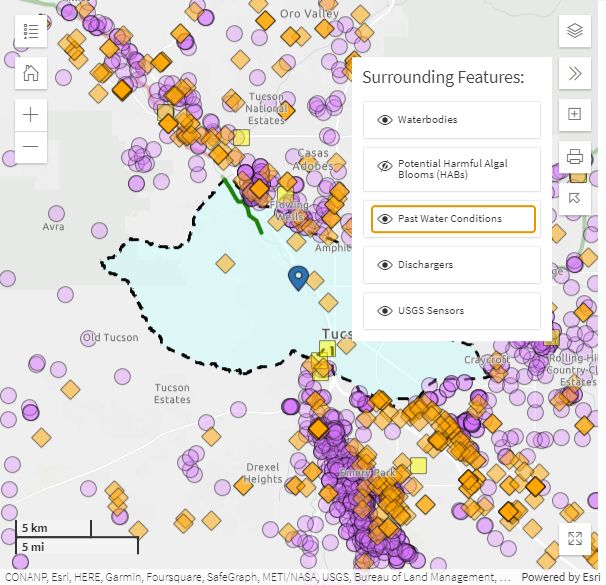 Oro Valley
Surrounding Features:
Tucson
National
Estates
Waterbodies
Casas
Adobes
Potential Harmful Algal
Blooms (HABs)
Flowing
Wells
Past Water Conditions
Avra
Amphi
Dischargers
USGS Sensors
Old Tucson
Tucs
Craycroft
Rolling Hil
Country Cl
Estates
Tucson
Estates
Drexel
Heights
Emery Park
5 km
5 mi
CONANP, Esri, HERE, Garmin, Foursquare, SafeGraph, METI/NASA, USGS, Bureau of Land Management, ...
Powered by Esri